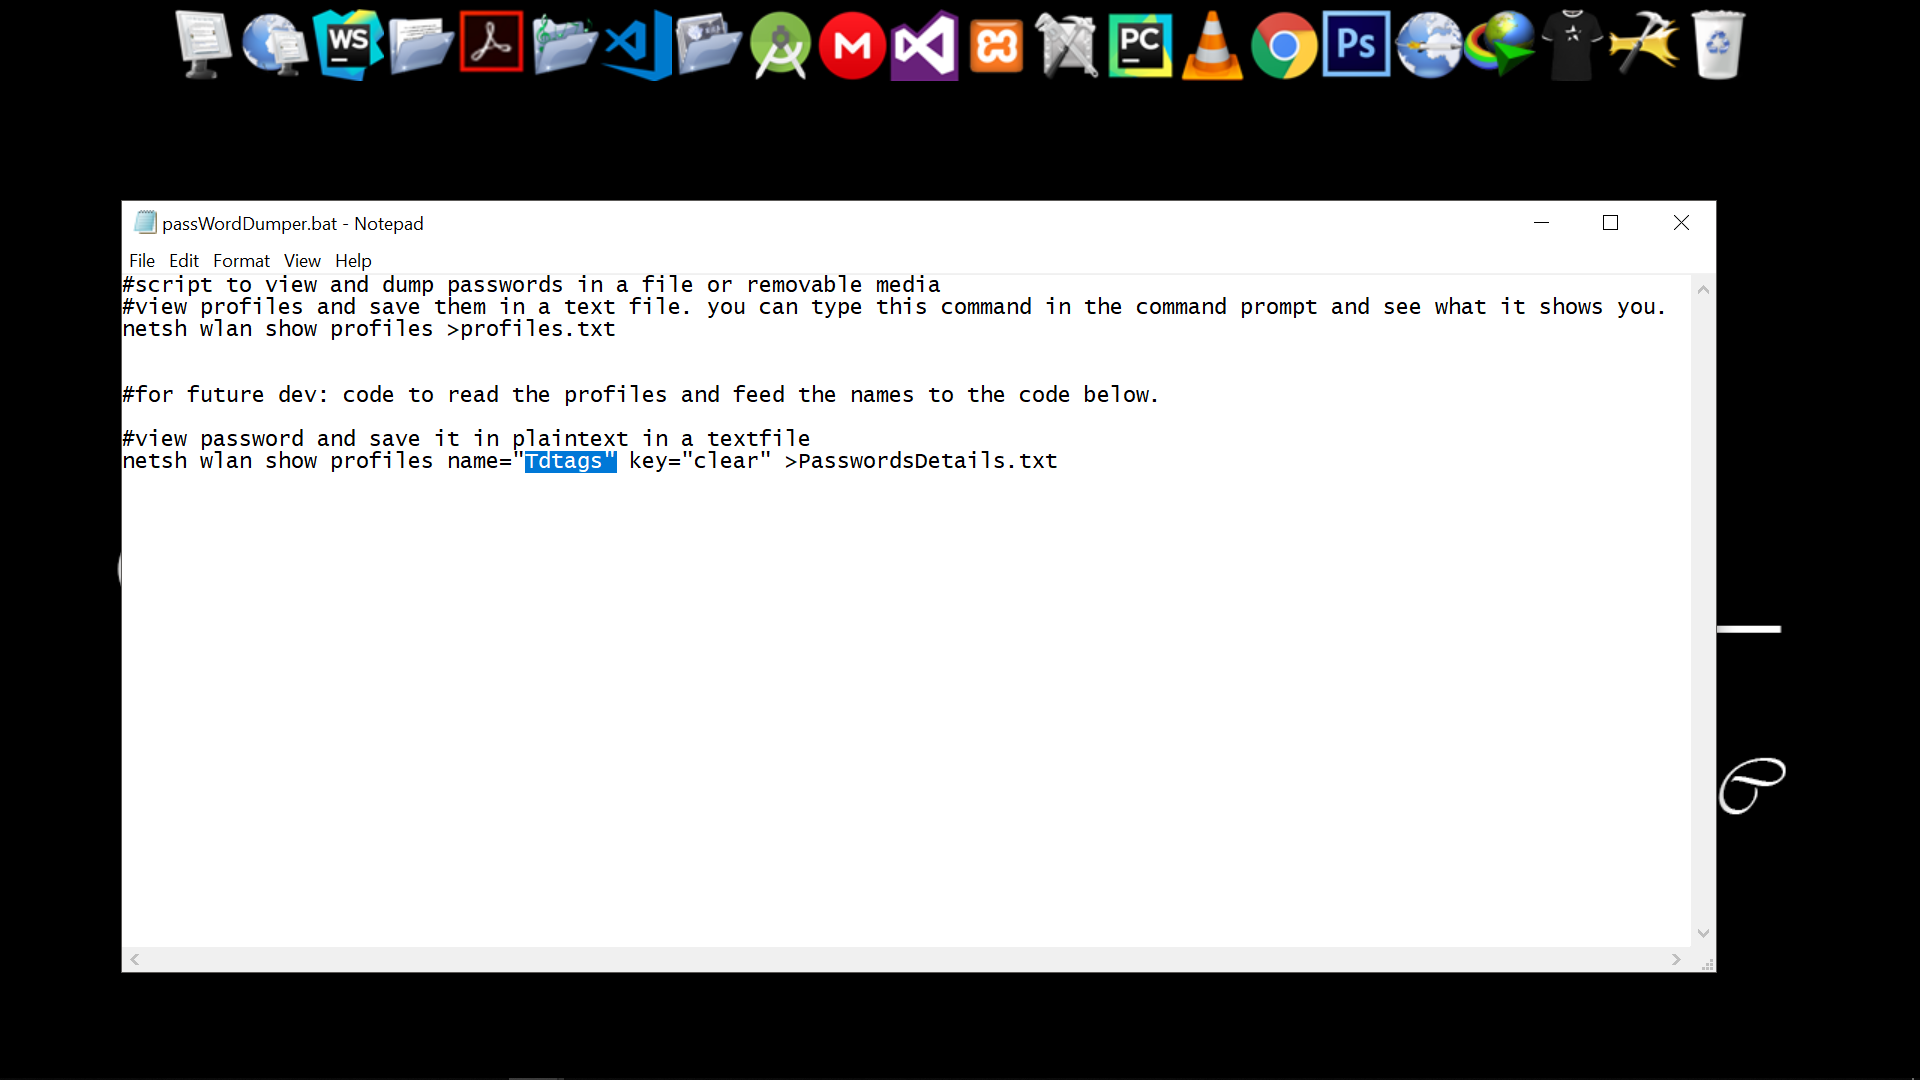 WS
PC
Ps
passWordDumper.bat - Notepad
File Edit Format View Help
#script to view and dump passwords in a file or removable media
#view profiles and save them in a text file. you can type this command in the command prompt and see what it shows you.
netsh wlan show profiles >profiles.txt
#for future dev: code to read the profiles and feed the names to the code below.
#view password and save it in plaintext in a textfile
netsh wlan show profiles name="Tdtags" key="clear" >PasswordsDetails.txt